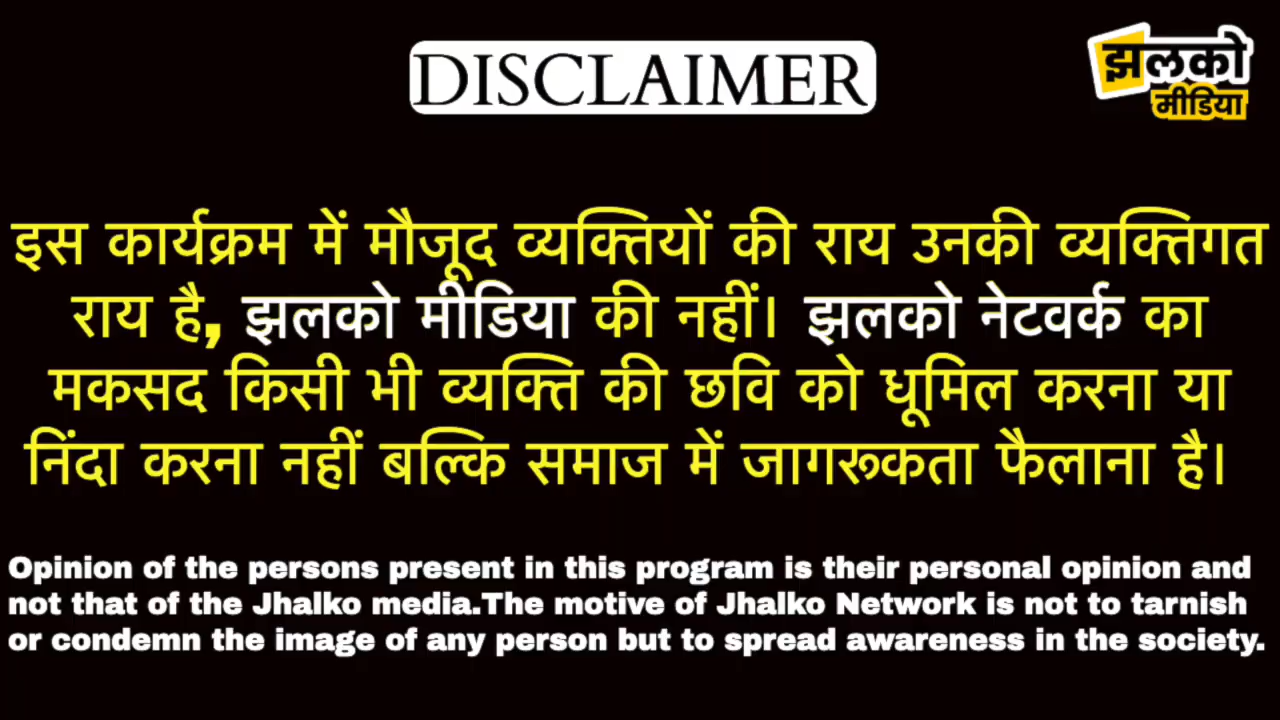 DISCLAIMER
झलको
मीडिया
इस कार्यक्रम में मौजूद व्यक्तियों की राय उनकी व्यक्तिगत
राय है, झलको मीडिया की नहीं। झलको नेटवर्क का
मकसद किसी भी व्यक्ति की छवि को धूमिल करना या
निंदा करना नहीं बल्कि समाज में जागरूकता फैलाना है।
Opinion of the persons present in this program is their personal opinion and
not that of the Jhalko media.The motive of Jhalko Network is not to tarnish
or condemn the image of any person but to spread awareness in the society.